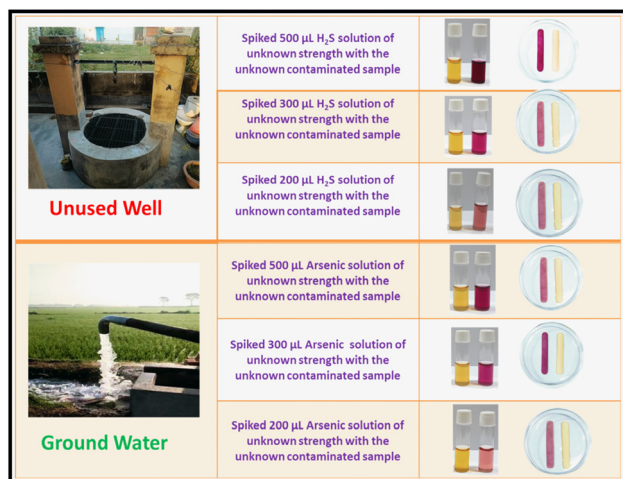 Spiked 500 µL H₂S solution of
unknown strength with the
unknown contaminated sample
Spiked 300 µL H₂S solution of
unknown strength with the
unknown contaminated sample
Spiked 200 µL H₂S solution of
unknown strength with the
unknown contaminated sample
Unused Well
Spiked 500 µL Arsenic solution of
unknown strength with the
unknown contaminated sample
Spiked 300 µL Arsenic solution of
unknown strength with the
unknown contaminated sample
Spiked 200 µL Arsenic solution of
unknown strength with the
unknown contaminated sample
Ground Water